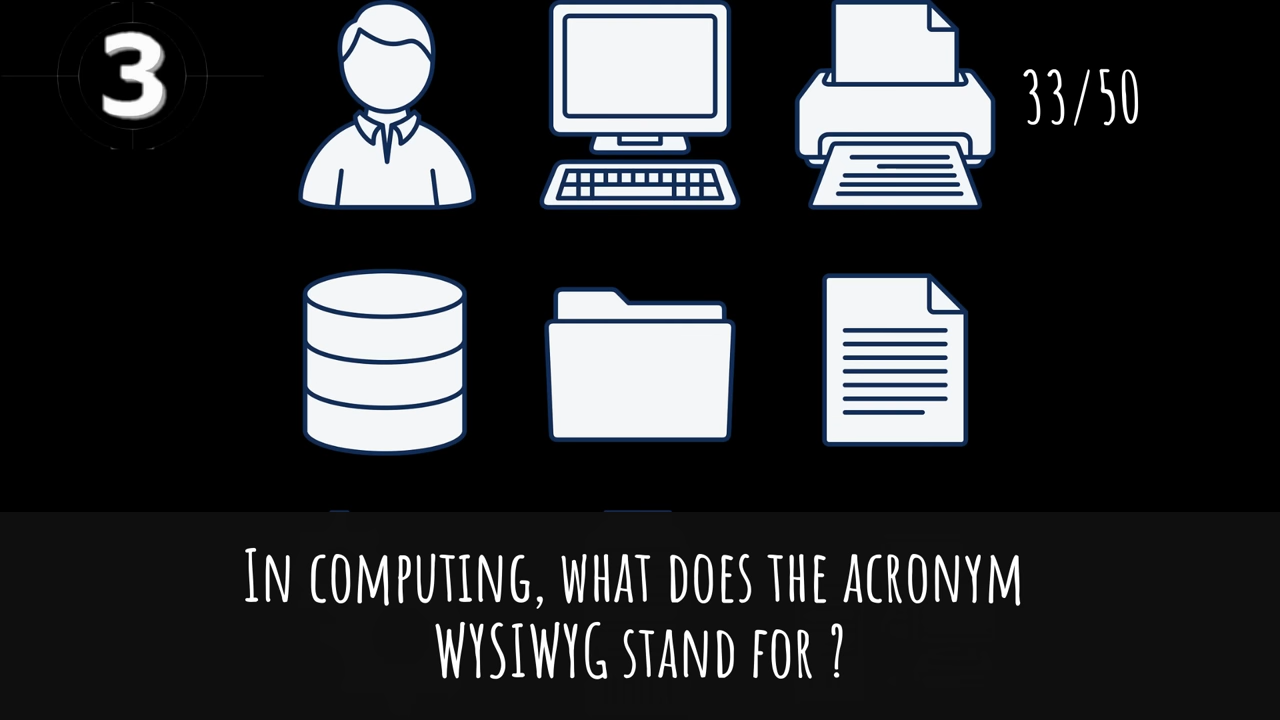 3
33/50
In computing, what does the acronym
WYSIWYG stand for ?